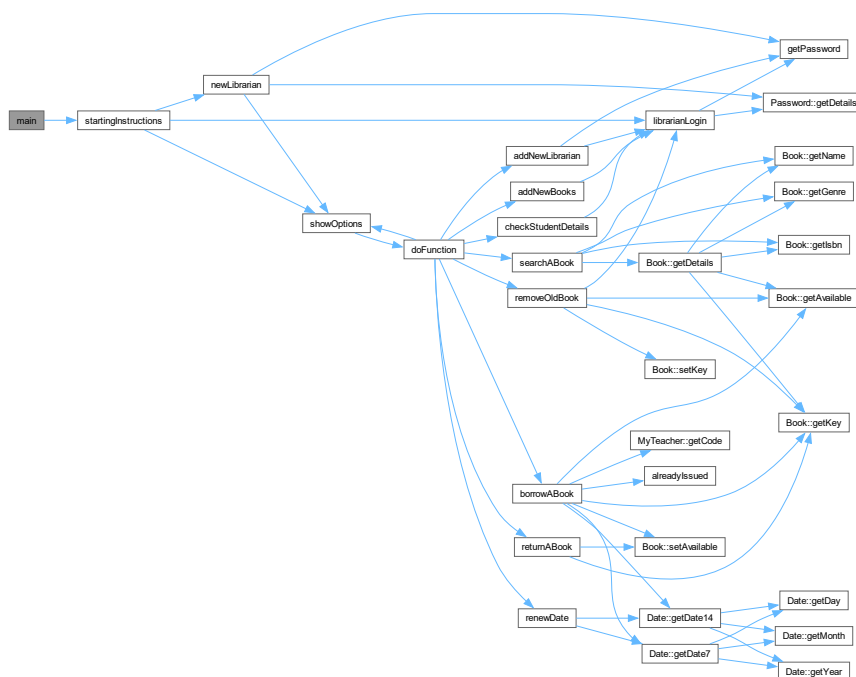 getPassword
newLibrarian
Password::getDetails
main
startingInstructions
librarianLogin
addNewLibrarian
Book::getName
addNewBooks
Book::getGenre
showOptions
checkStudentDetails
doFunction
Book::getIsbn
searchABook
Book::getDetails
removeOldBook
Book::getAvailable
Book::setKey
Book::getKey
MyTeacher::getCode
alreadyIssued
borrowABook
returnABook
Book::setAvailable
Date::getDay
renewDate
Date::getDate14
Date::getMonth
Date::getDate7
Date::getYear